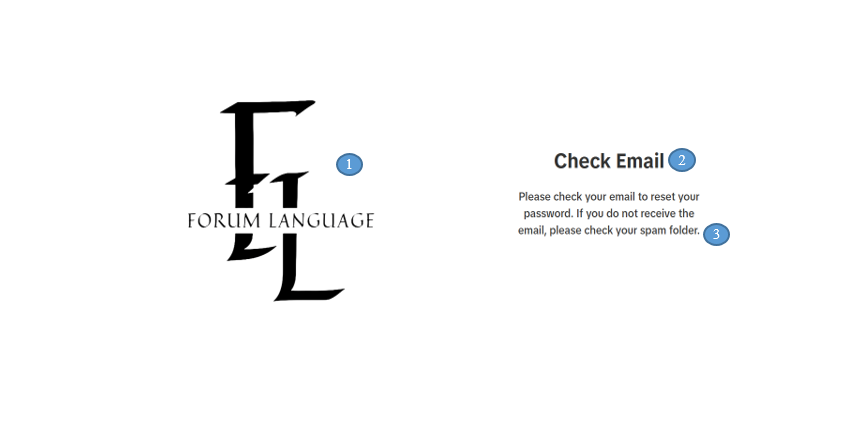 1
FORUM LANGUAGE
Check Email 2
Please check your email to reset your
password. If you do not receive the
email, please check your spam folder. 3